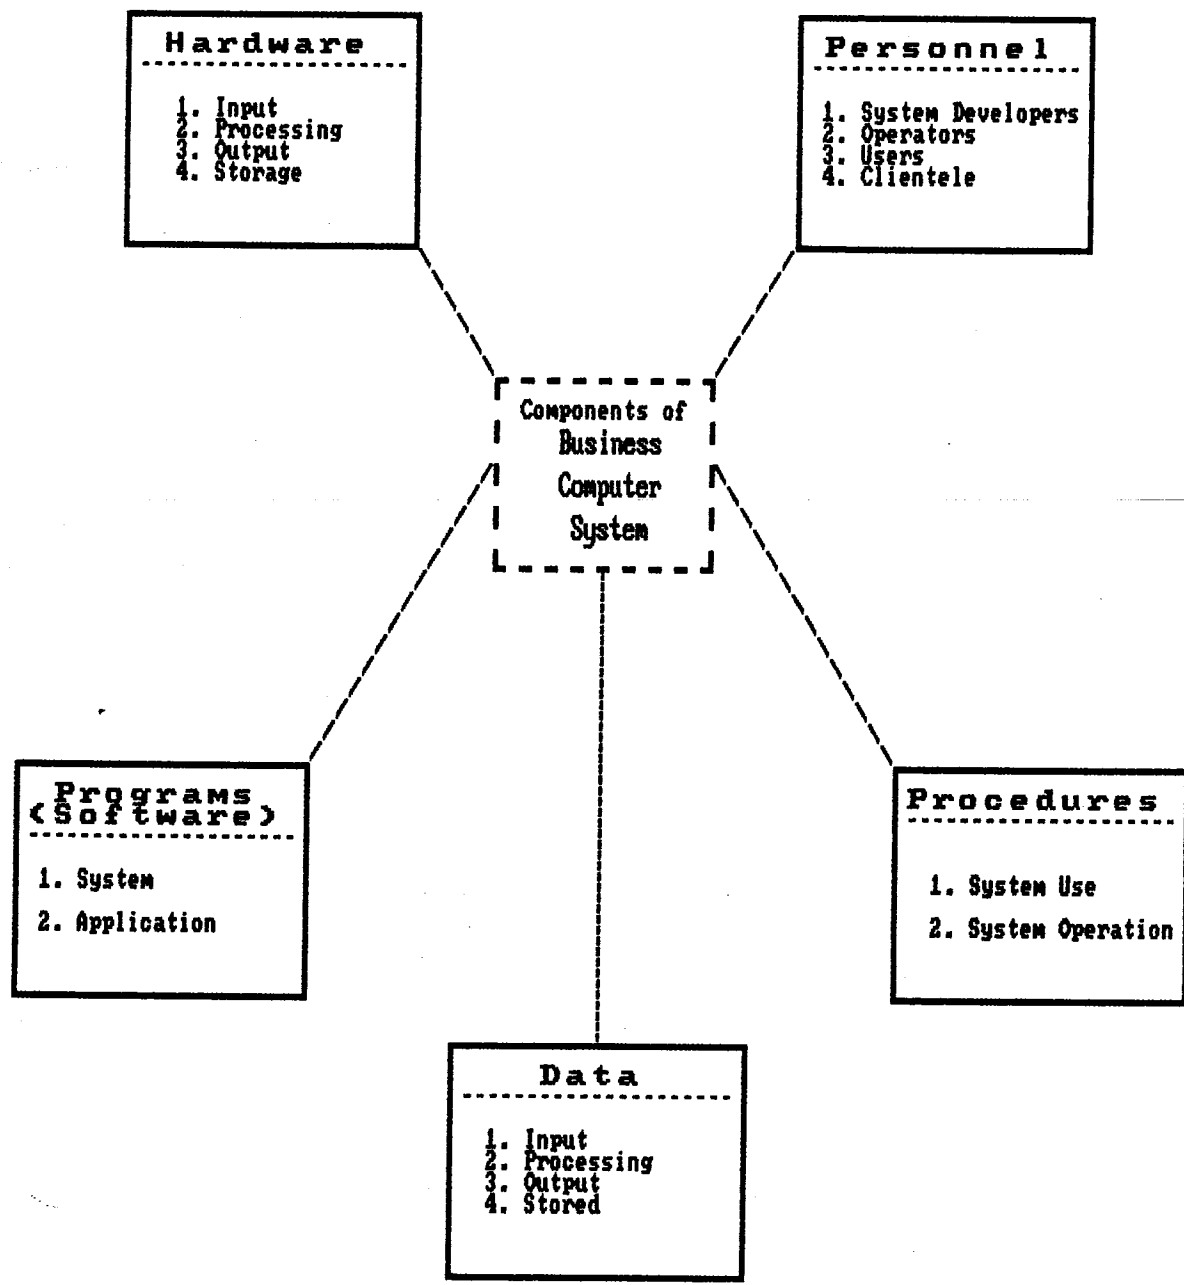 Hardware
1. Input
2. Processing
3. Output
4. Storage
Personnel
1. System Developers
2. Operators
3. Users
4. Clientele
Components of
Business
Computer
System
Programs
(Software)
1. System
2. Application
Procedures
1. System Use
2. System Operation
Data
1. Input
2. Processing
3. Output
4. Stored